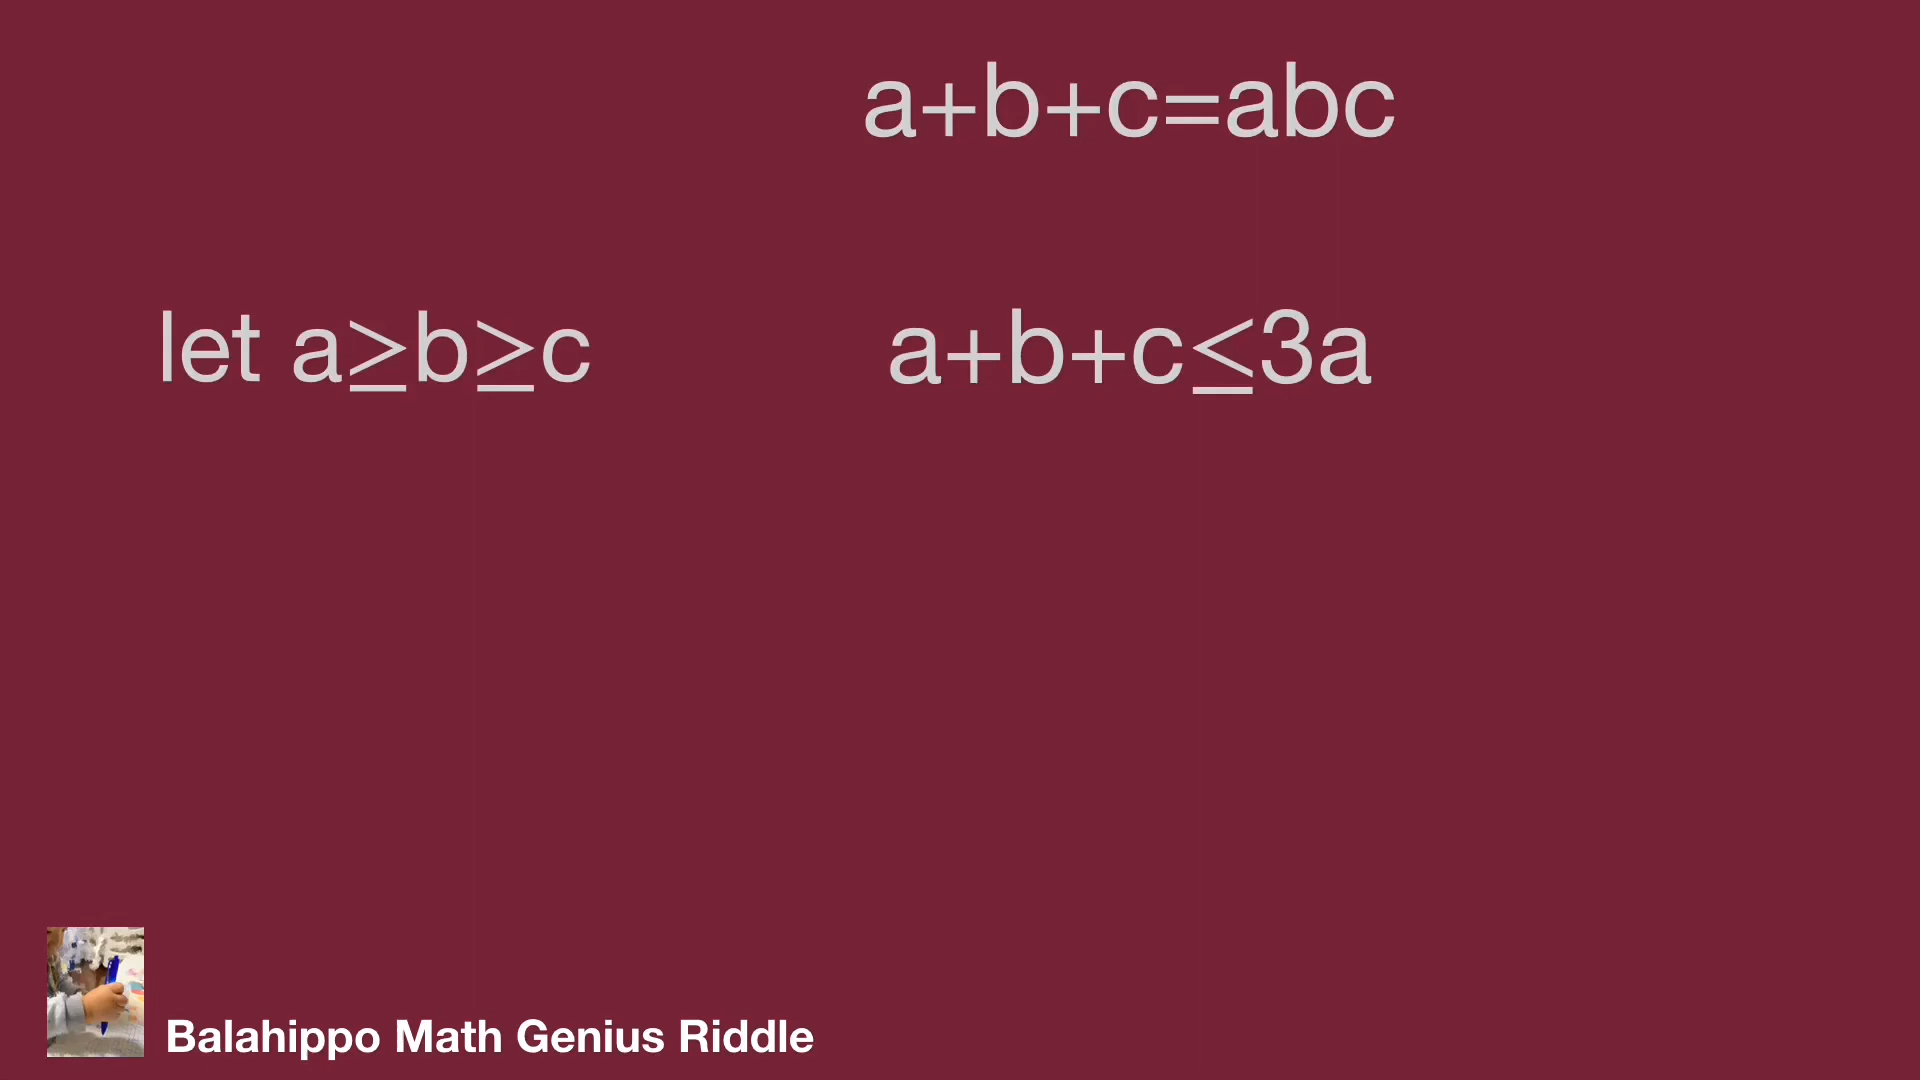 a+b+c=abc
let a≥b≥c
a+b+c≤3a
Balahippo Math Genius Riddle